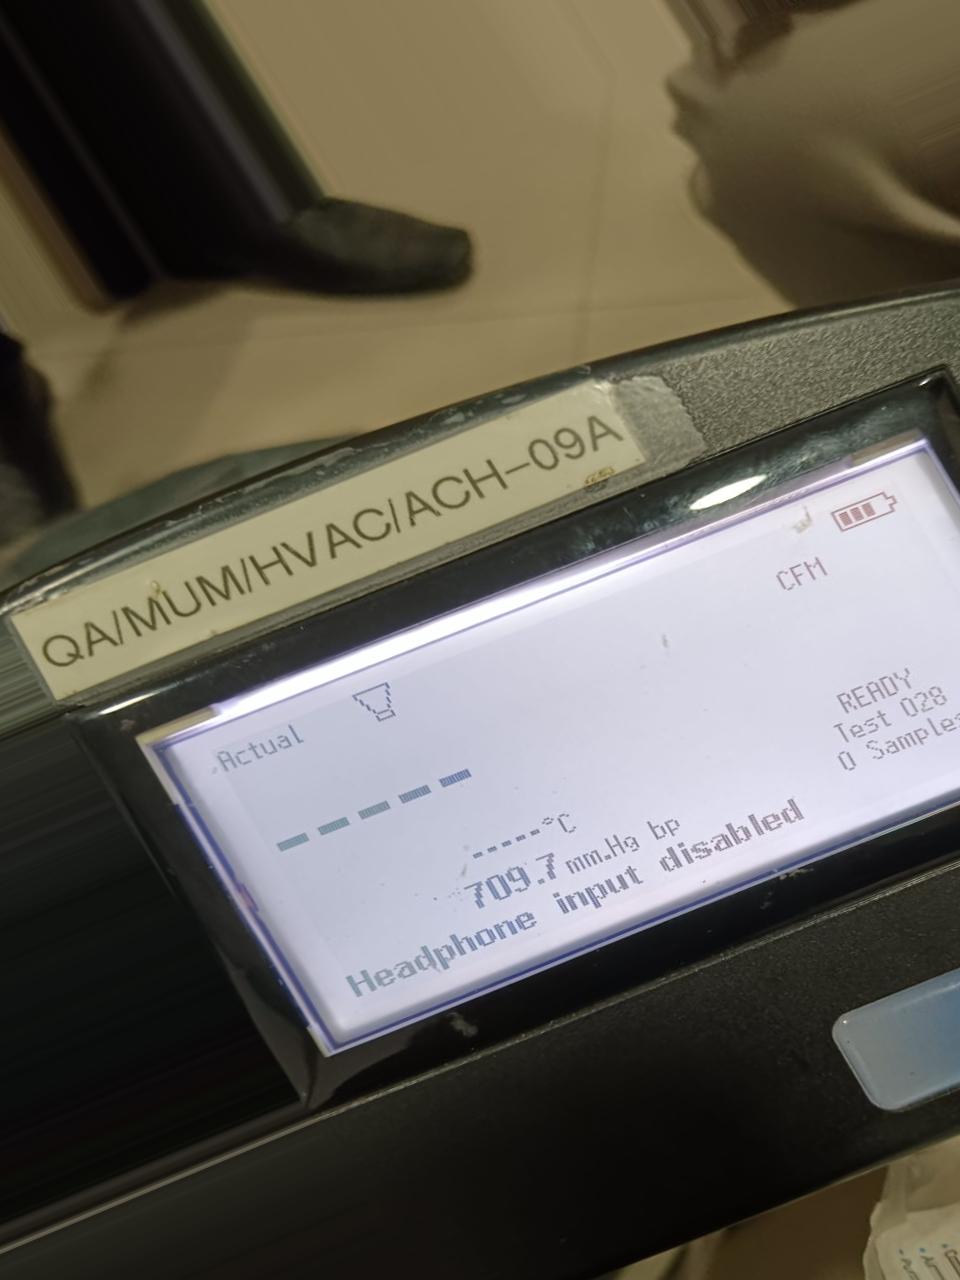 QA/MUM/HVAC/ACH-09A
CFM
Actual
READY
Test 028
0 Samples
-----
-----°C
709.7 mm.Hg bp
Headphone input disabled